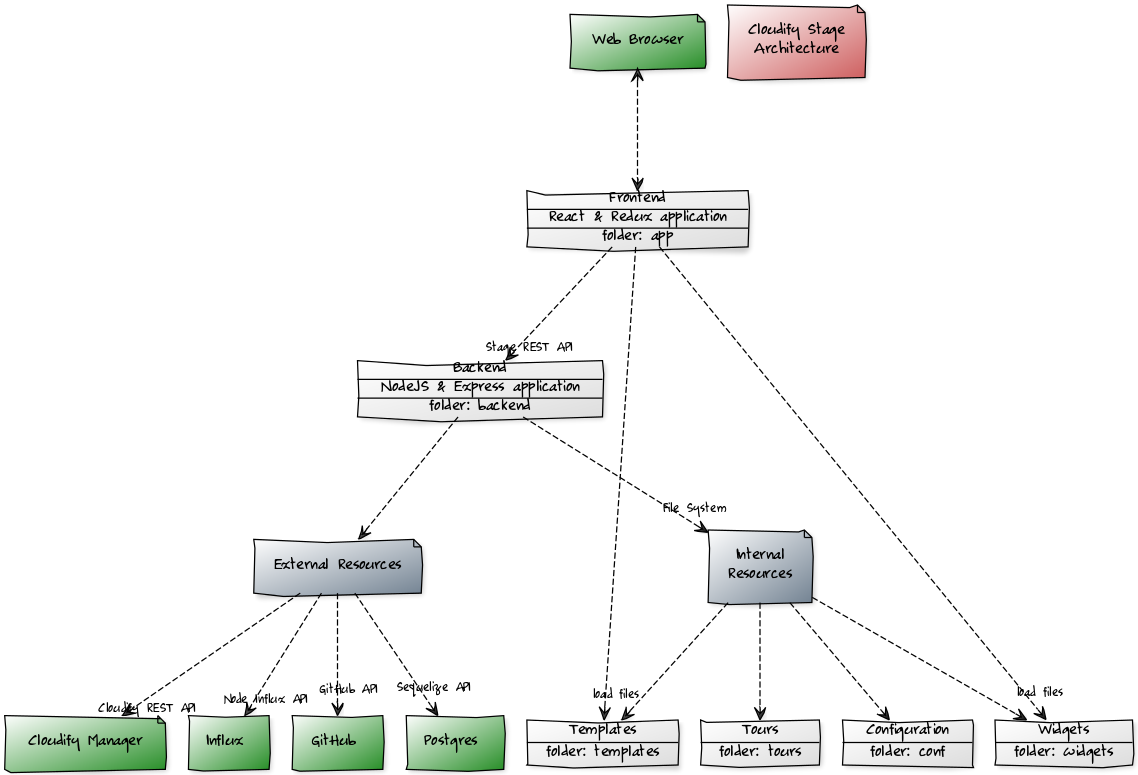 Web Browser
Cloudify Stage
Architecture
Frontend
React & Redux application
folder: app
Stage REST API
Backend
NodeJS & Express application
folder: backend
File System
Internal
Resources
External Resources
Cloudify REST API
Node Influx API
GitHub API
Sequelize API
load files
load files
Cloudify Manager
Influx
GitHub
Postgres
Templates
folder: templates
Tours
folder: tours
Configuration
folder: conf
Widgets
folder: widgets